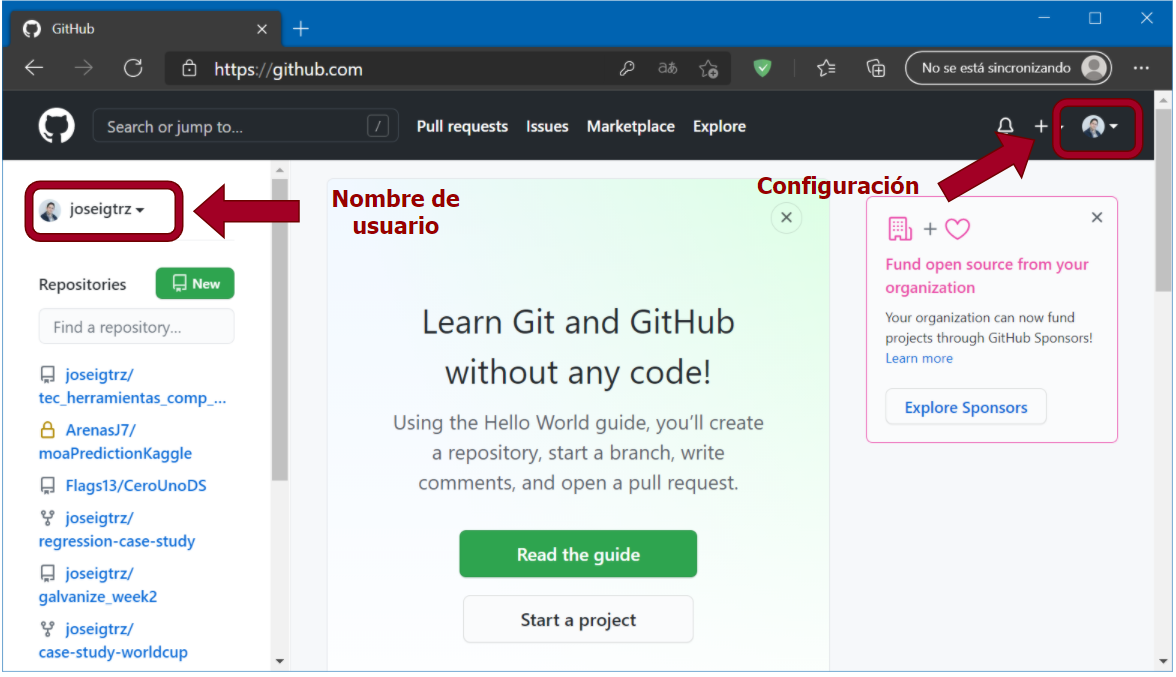 GitHub
https://github.com
aあ
No se está sincronizando
Search or jump to...
/
Pull requests
Issues
Marketplace
Explore
joseigtrz
Nombre de
usuario
Configuración
Repositories
New
Find a repository...
joseigtrz/
tec_herramientas_comp_...
ArenasJ7/
moaPredictionKaggle
Flags13/CeroUnoDS
joseigtrz/
regression-case-study
joseigtrz/
galvanize_week2
joseigtrz/
case-study-worldcup
Learn Git and GitHub
without any code!
Using the Hello World guide, you’ll create
a repository, start a branch, write
comments, and open a pull request.
Read the guide
Start a project
Fund open source from your
organization
Your organization can now fund
projects through GitHub Sponsors!
Learn more
Explore Sponsors